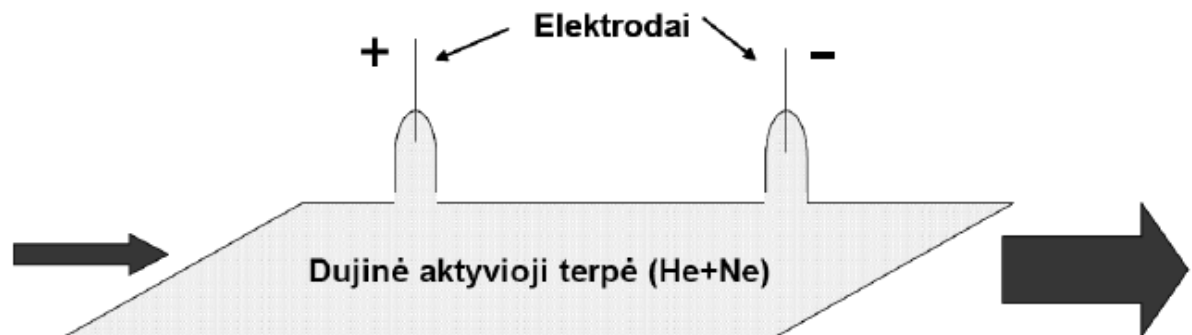 Elektrodai
+
-
Dujinė aktyvioji terpė (He+Ne)